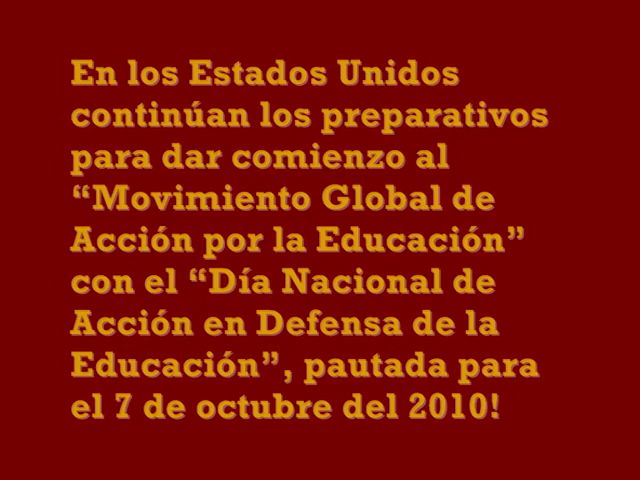 En los Estados Unidos
continúan los preparativos
para dar comienzo al
“Movimiento Global de
Acción por la Educación”
con el “Día Nacional de
Acción en Defensa de la
Educación”, pautada para
el 7 de octubre del 2010!